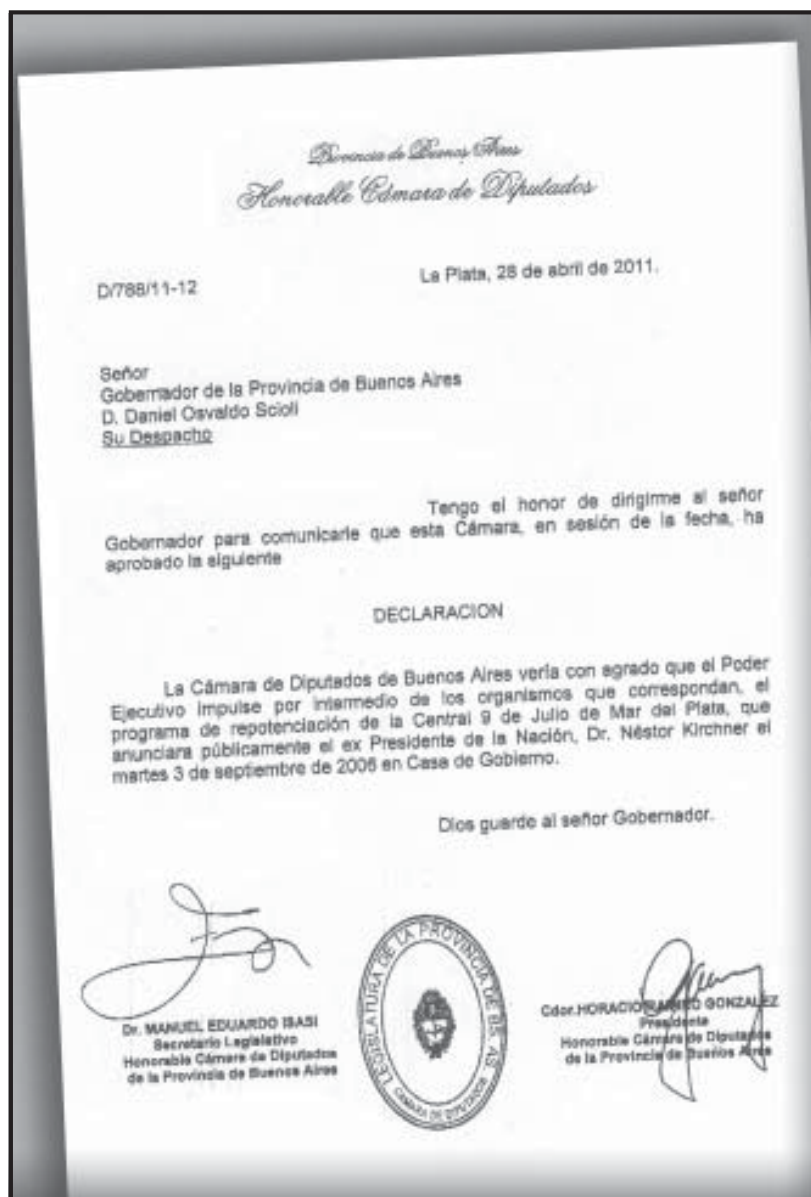 Provincia de Buenos Aires
Honorable Cámara de Diputados
D/788/11-12
La Plata, 28 de abril de 2011.
Señor
Gobernador de la Provincia de Buenos Aires
D. Daniel Osvaldo Scioli
Su Despacho
Tengo el honor de dirigirme al señor
Gobernador para comunicarle que esta Cámara, en sesión de la fecha, ha
aprobado la siguiente
DECLARACION
La Cámara de Diputados de Buenos Aires vería con agrado que el Poder
Ejecutivo impulse por intermedio de los organismos que correspondan, el
programa de repotenciación de la Central 9 de Julio de Mar del Plata, que
anunciara públicamente el ex Presidente de la Nación, Dr. Néstor Kirchner el
martes 3 de septiembre de 2006 en Casa de Gobierno.
Dios guarde al señor Gobernador.
Dr. MANUEL EDUARDO ISASI
Secretario Legislativo
Honorable Cámara de Diputados
de la Provincia de Buenos Aires
LEGISLATURA DE LA PROVINCIA DE BS. AS.
CAMARA DE DIPUTADOS
Cdor. HORACIO GONZALEZ
Presidente
Honorable Cámara de Diputados
de la Provincia de Buenos Aires